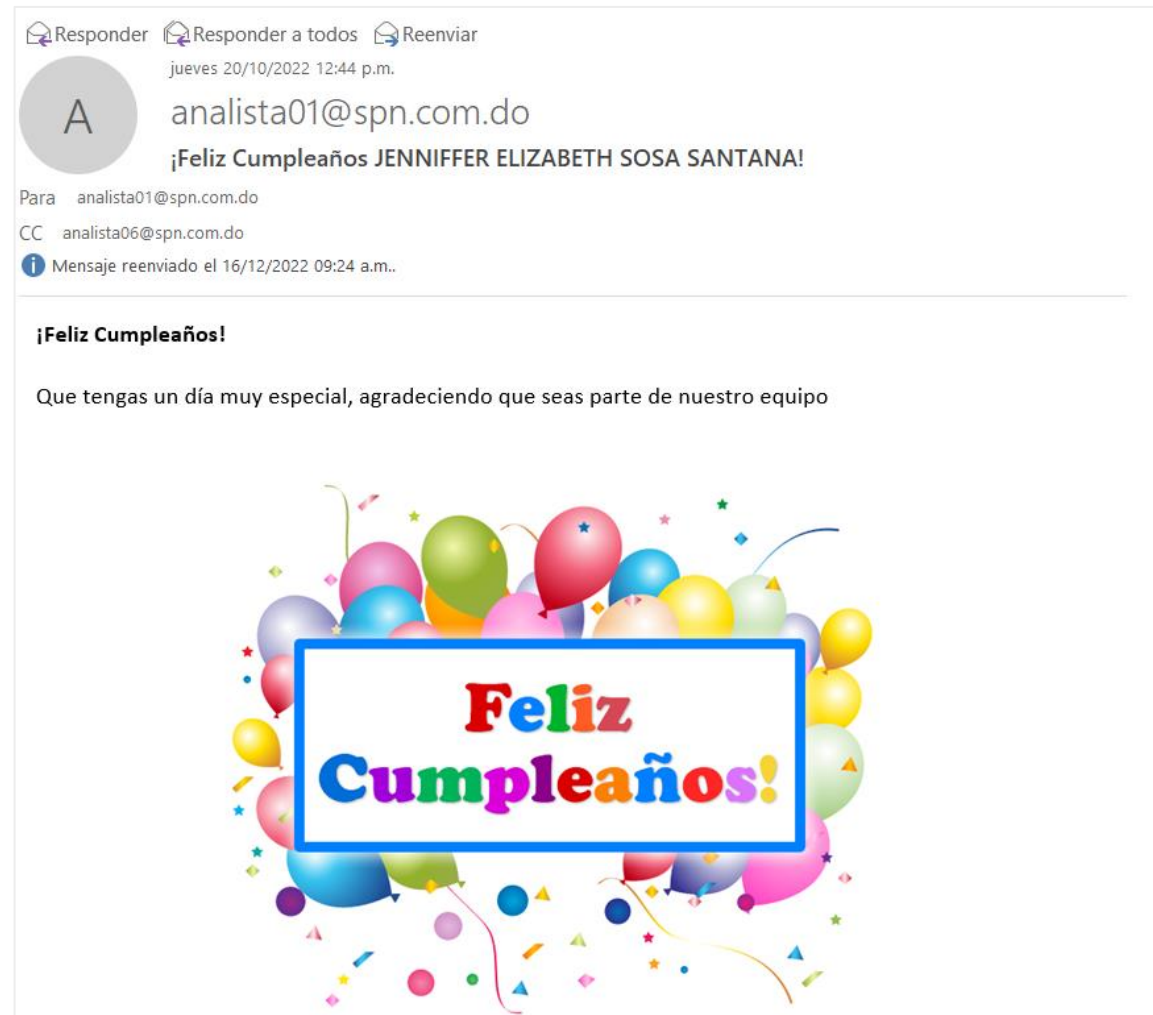 Responder Responder a todos Reenviar
jueves 20/10/2022 12:44 p.m.
A
analista01@spn.com.do
¡Feliz Cumpleaños JENNIFFER ELIZABETH SOSA SANTANA!
Para analista01@spn.com.do
CC analista06@spn.com.do
i Mensaje reenviado el 16/12/2022 09:24 a.m..
¡Feliz Cumpleaños!
Que tengas un día muy especial, agradeciendo que seas parte de nuestro equipo
Feliz
Cumpleaños!